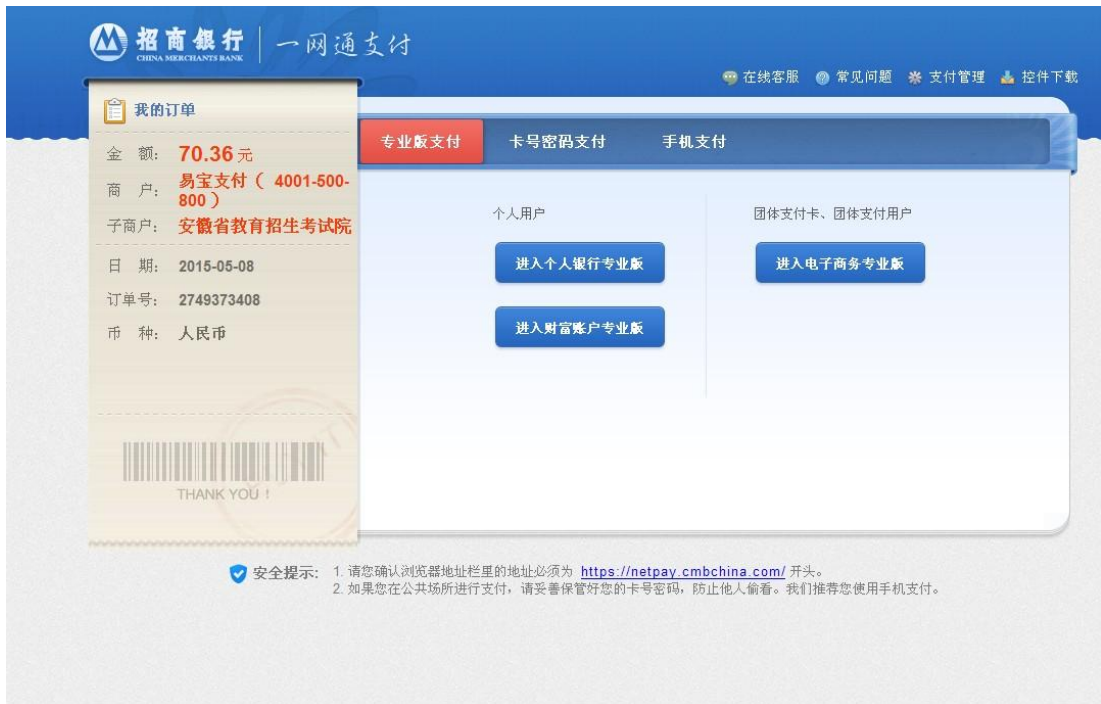 招商银行 一网通支付
CHINA MERCHANTS BANK
在线客服 常见问题 支付管理 控件下载
我的订单
金 额: 70.36 元
商 户: 易宝支付（ 4001-500-
800 ）
子商户: 安徽省教育招生考试院
日 期: 2015-05-08
订单号: 2749373408
币 种: 人民币
THANK YOU !
专业版支付 卡号密码支付 手机支付
个人用户
进入个人银行专业版
进入财富账户专业版
团体支付卡、团体支付用户
进入电子商务专业版
安全提示: 1. 请您确认浏览器地址栏里的地址必须为 https://netpay.cmbchina.com/ 开头。
2. 如果您在公共场所进行支付，请妥善保管好您的卡号密码，防止他人偷看。我们推荐您使用手机支付。